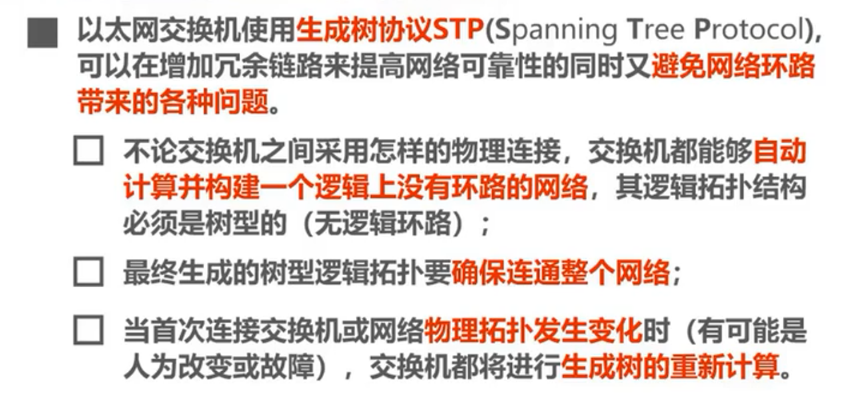 以太网交换机使用生成树协议STP(Spanning Tree Protocol),
可以在增加冗余链路来提高网络可靠性的同时又避免网络环路
带来的各种问题。
不论交换机之间采用怎样的物理连接，交换机都能够自动
计算并构建一个逻辑上没有环路的网络，其逻辑拓扑结构
必须是树型的（无逻辑环路）；
最终生成的树型逻辑拓扑要确保连通整个网络；
当首次连接交换机或网络物理拓扑发生变化时（有可能是
人为改变或故障），交换机都将进行生成树的重新计算。